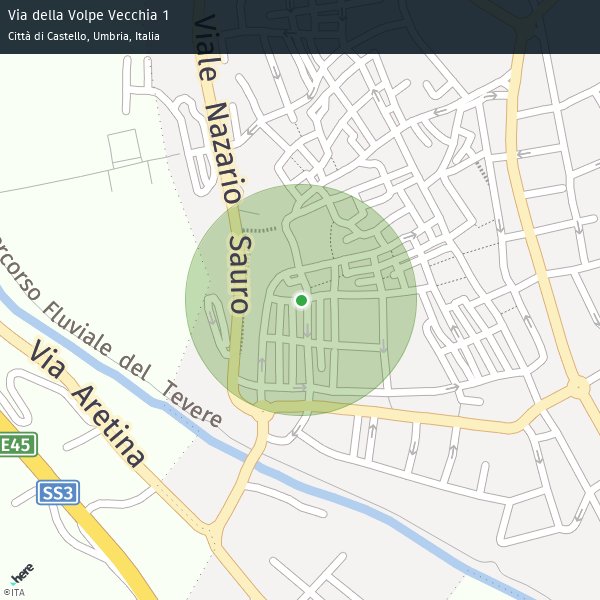 Via della Volpe Vecchia 1
Città di Castello, Umbria, Italia
Viale Nazario Sauro
Percorso Fluviale del Tevere
Via Aretina
E45
SS3
here
©ITA